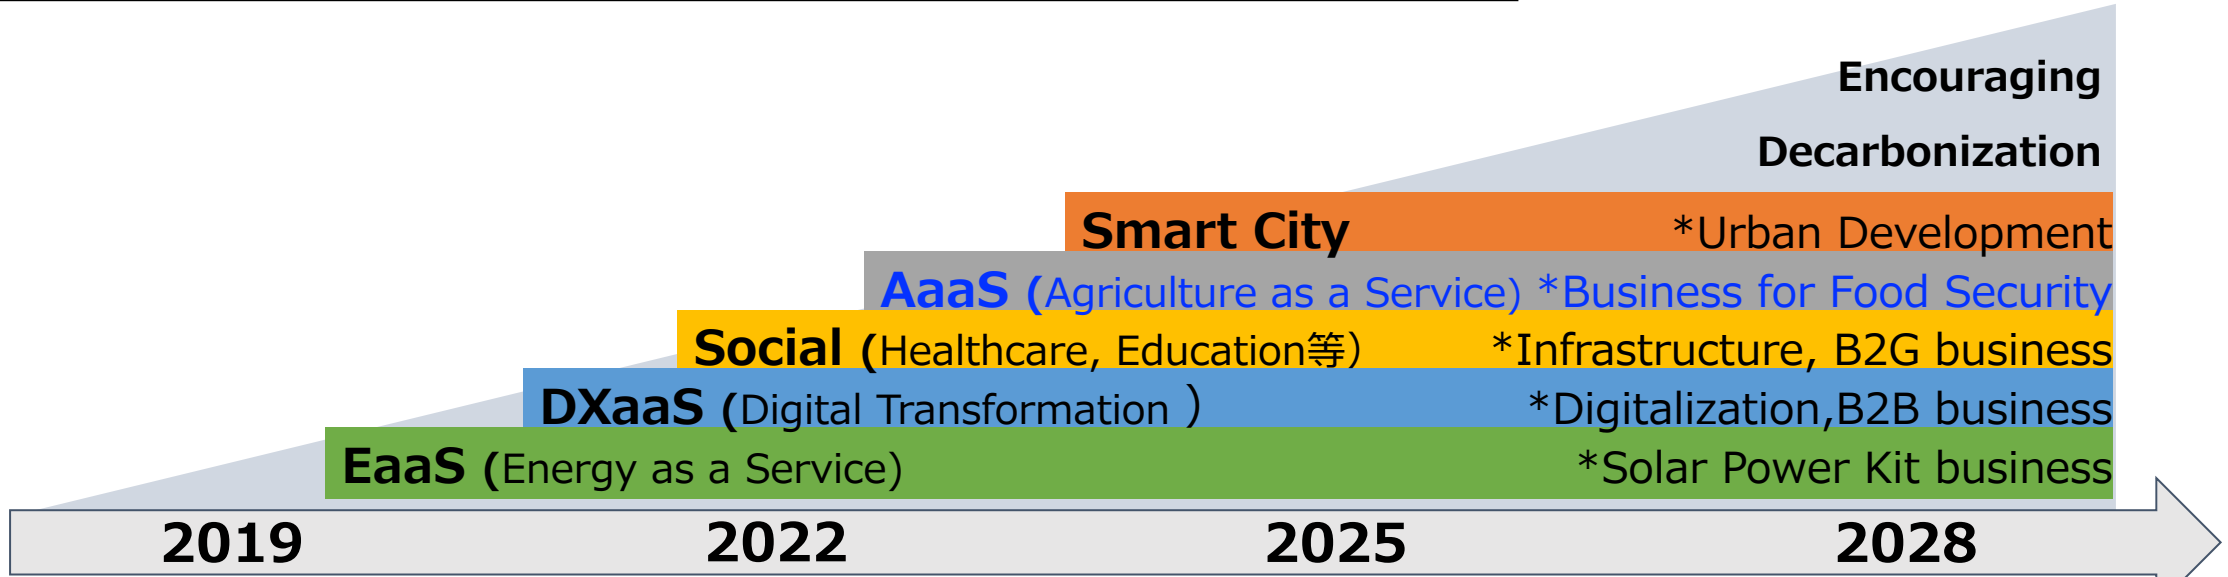 Encouraging
Decarbonization
Smart City *Urban Development
AaaS (Agriculture as a Service) *Business for Food Security
Social (Healthcare, Education等) *Infrastructure, B2G business
DXaaS (Digital Transformation ) *Digitalization,B2B business
EaaS (Energy as a Service) *Solar Power Kit business
2019 2022 2025 2028